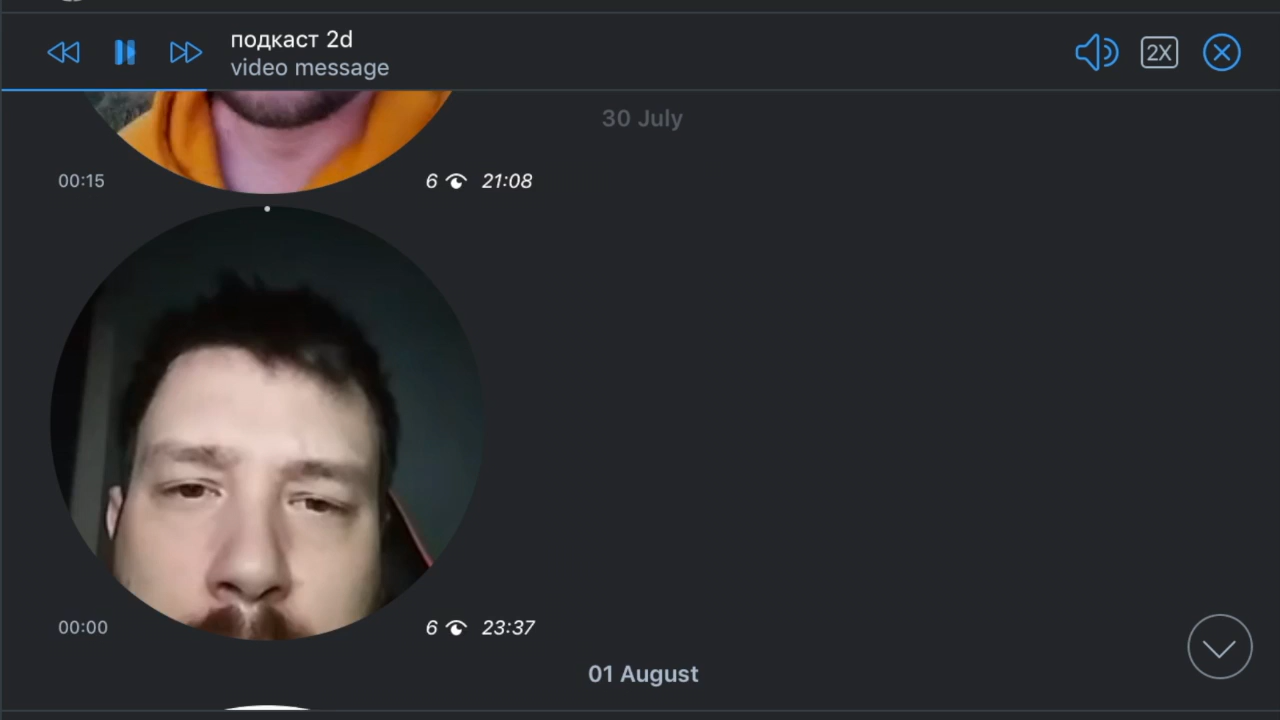 подкаст 2d
video message
2X
30 July
00:15
6 21:08
00:00
6 23:37
01 August